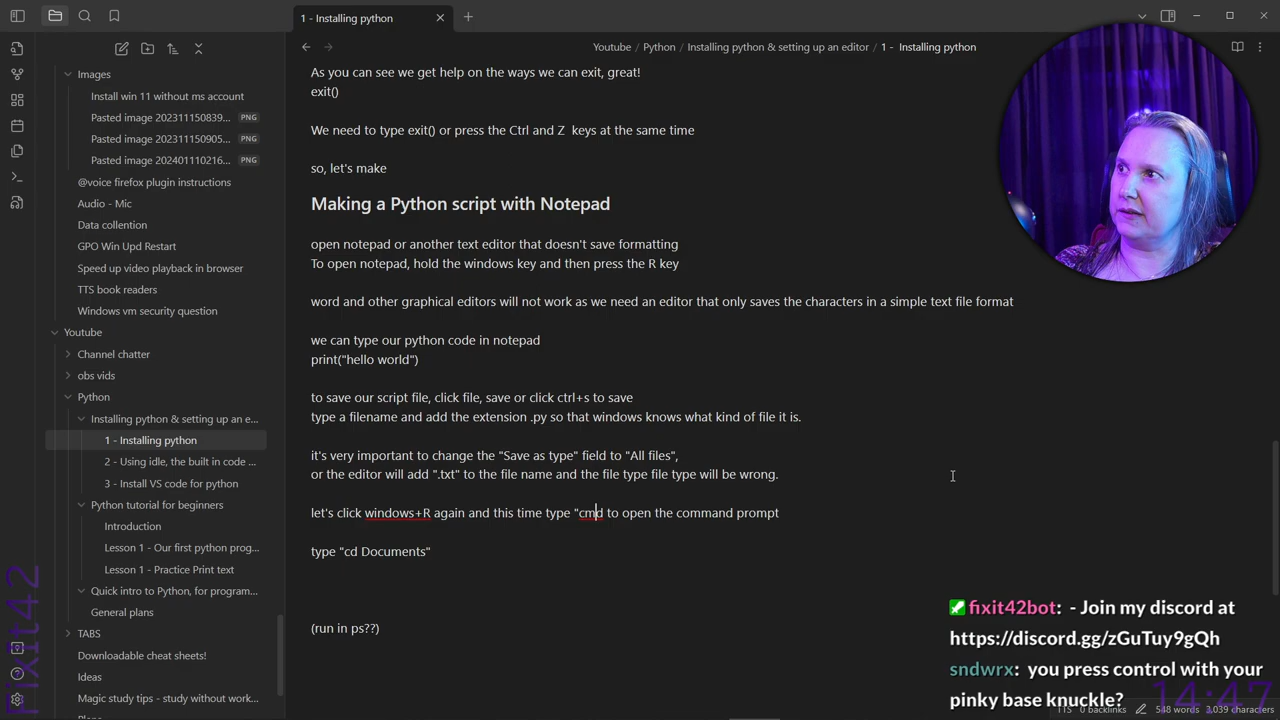 1 - Installing python
Youtube / Python / Installing python & setting up an editor / 1 - Installing python
Images
Install win 11 without ms account
Pasted image 202311150839... PNG
Pasted image 202311150905... PNG
Pasted image 202401110216... PNG
@voice firefox plugin instructions
Audio - Mic
Data collention
GPO Win Upd Restart
Speed up video playback in browser
TTS book readers
Windows vm security question
Youtube
Channel chatter
obs vids
Python
Installing python & setting up an e...
1 - Installing python
2 - Using idle, the built in code ...
3 - Install VS code for python
Python tutorial for beginners
Introduction
Lesson 1 - Our first python prog...
Lesson 1 - Practice Print text
Quick intro to Python, for program...
General plans
TABS
Downloadable cheat sheets!
Ideas
Magic study tips - study without work...
As you can see we get help on the ways we can exit, great!
exit()
We need to type exit() or press the Ctrl and Z keys at the same time
so, let's make
Making a Python script with Notepad
open notepad or another text editor that doesn't save formatting
To open notepad, hold the windows key and then press the R key
word and other graphical editors will not work as we need an editor that only saves the characters in a simple text file format
we can type our python code in notepad
print("hello world")
to save our script file, click file, save or click ctrl+s to save
type a filename and add the extension .py so that windows knows what kind of file it is.
it's very important to change the "Save as type" field to "All files",
or the editor will add ".txt" to the file name and the file type file type will be wrong.
let's click windows+R again and this time type "cmd to open the command prompt
type "cd Documents"
(run in ps??)
fixit42bot: - Join my discord at
https://discord.gg/zGuTuy9gQh
sndwrx: you press control with your
pinky base knuckle?
Fixit42
14:47
TTS 0 backlinks 548 words 3,039 characters